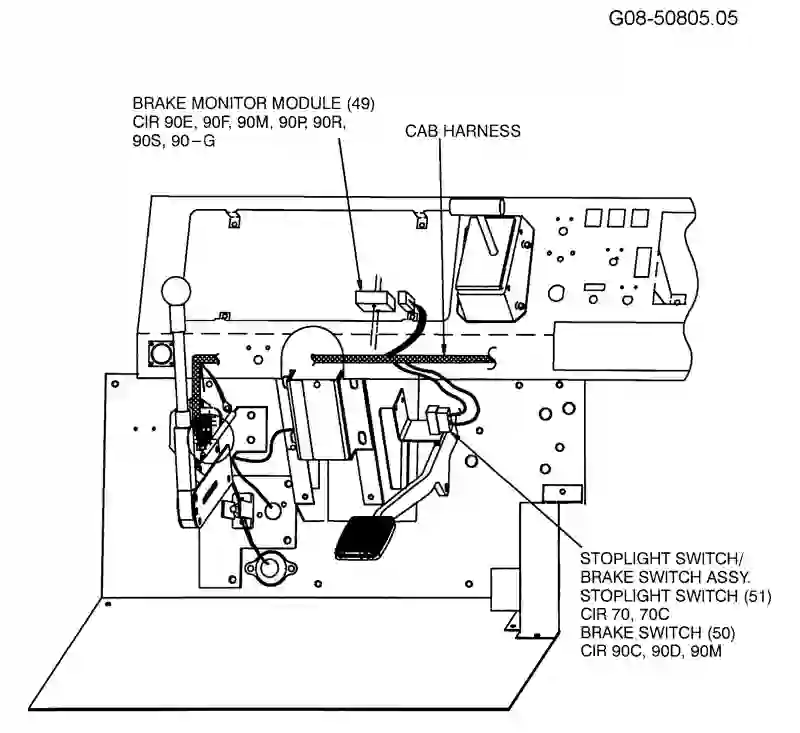 G08-50805.05
BRAKE MONITOR MODULE (49)
CIR 90E, 90F, 90M, 90P, 90R,
90S, 90-G
CAB HARNESS
STOPLIGHT SWITCH/
BRAKE SWITCH ASSY.
STOPLIGHT SWITCH (51)
CIR 70, 70C
BRAKE SWITCH (50)
CIR 90C, 90D, 90M